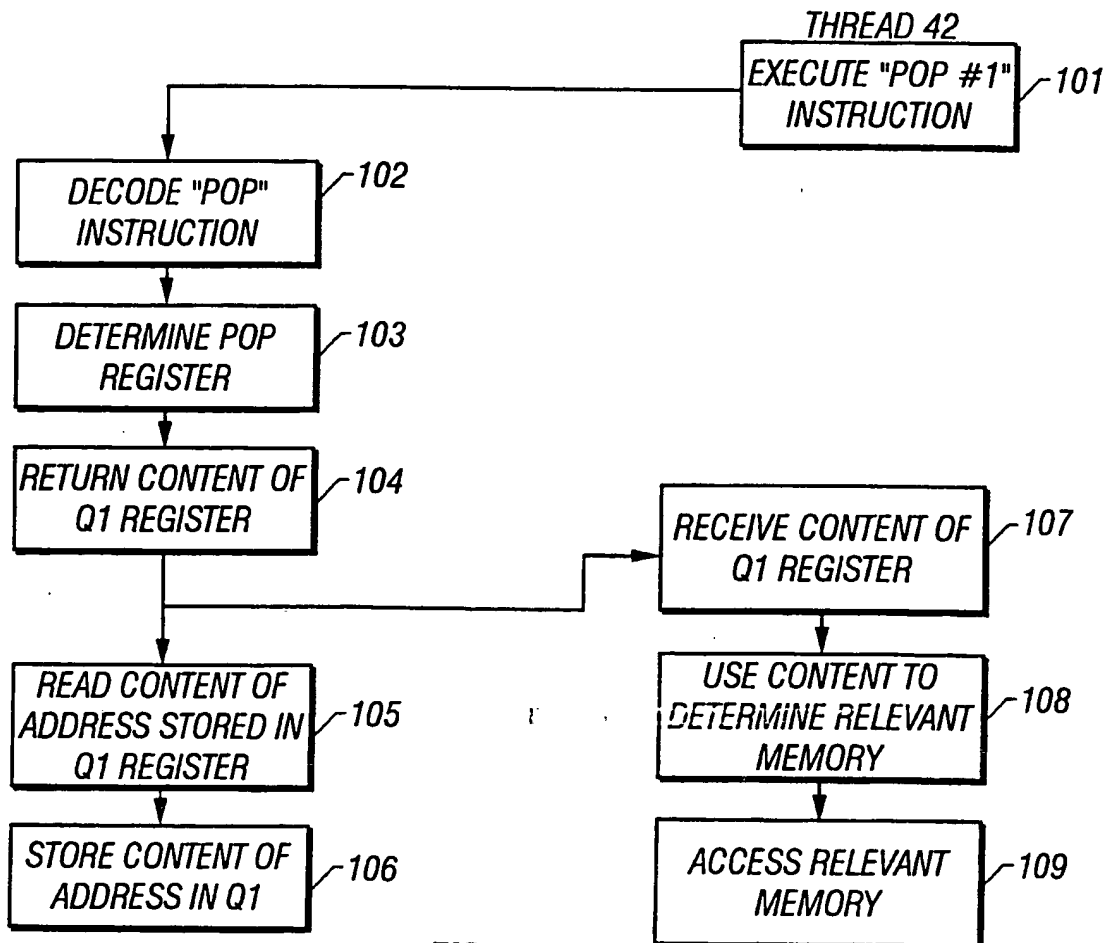 THREAD 42
EXECUTE "POP #1"
INSTRUCTION
101
DECODE "POP"
INSTRUCTION
102
DETERMINE POP
REGISTER
103
RETURN CONTENT OF
Q1 REGISTER
104
RECEIVE CONTENT OF
Q1 REGISTER
107
READ CONTENT OF
ADDRESS STORED IN
Q1 REGISTER
105
USE CONTENT TO
DETERMINE RELEVANT
MEMORY
108
STORE CONTENT OF
ADDRESS IN Q1
106
ACCESS RELEVANT
MEMORY
109